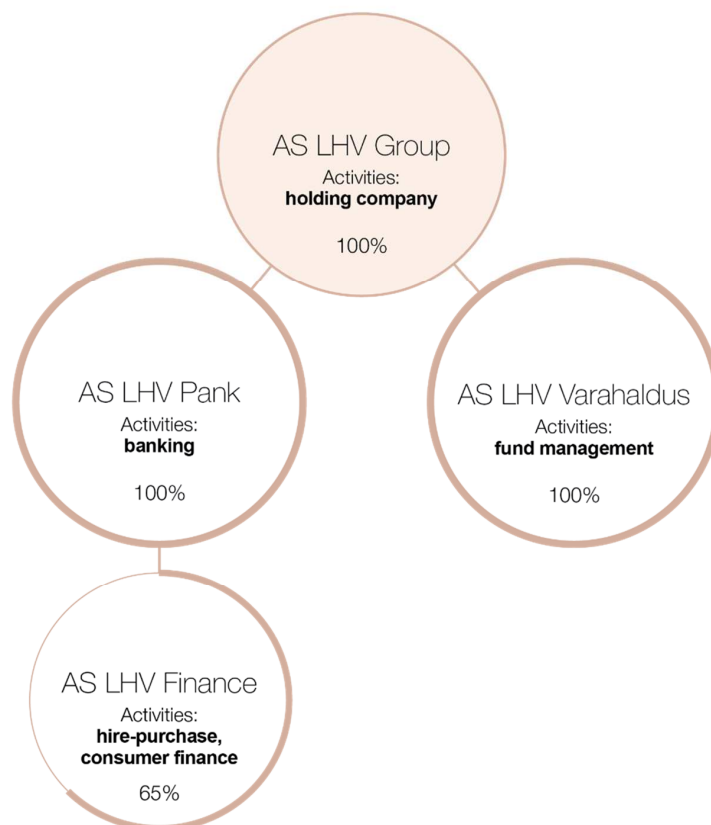 AS LHV Group
Activities:
holding company
100%
AS LHV Pank
Activities:
banking
100%
AS LHV Varahaldus
Activities:
fund management
100%
AS LHV Finance
Activities:
hire-purchase,
consumer finance
65%